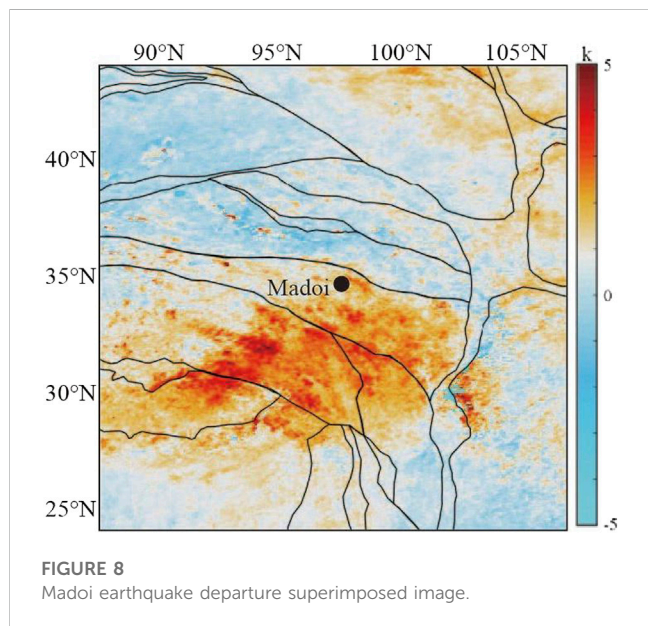 90°N 95°N 100°N 105°N k
5
40°N
35°N
Madoi
0
30°N
25°N
-5
FIGURE 8
Madoi earthquake departure superimposed image.